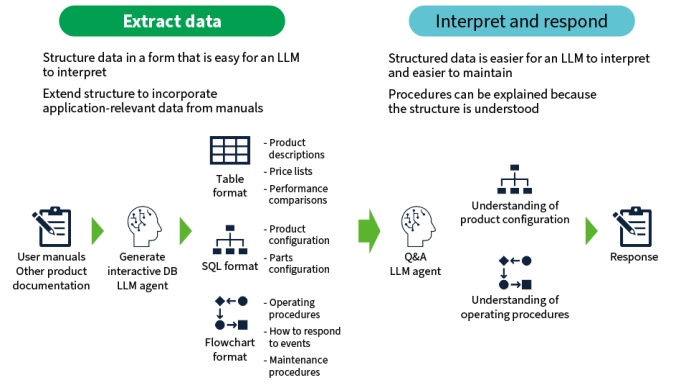 Extract data
Structure data in a form that is easy for an LLM
to interpret
Extend structure to incorporate
application-relevant data from manuals
User manuals
Other product
documentation
Generate
interactive DB
LLM agent
Table
format
- Product
descriptions
- Price lists
- Performance
comparisons
SQL format
- Product
configuration
- Parts
configuration
Flowchart
format
- Operating
procedures
- How to respond
to events
- Maintenance
procedures
Interpret and respond
Structured data is easier for an LLM to interpret
and easier to maintain
Procedures can be explained because
the structure is understood
Q&A
LLM agent
Understanding of
product configuration
Understanding of
operating procedures
Response